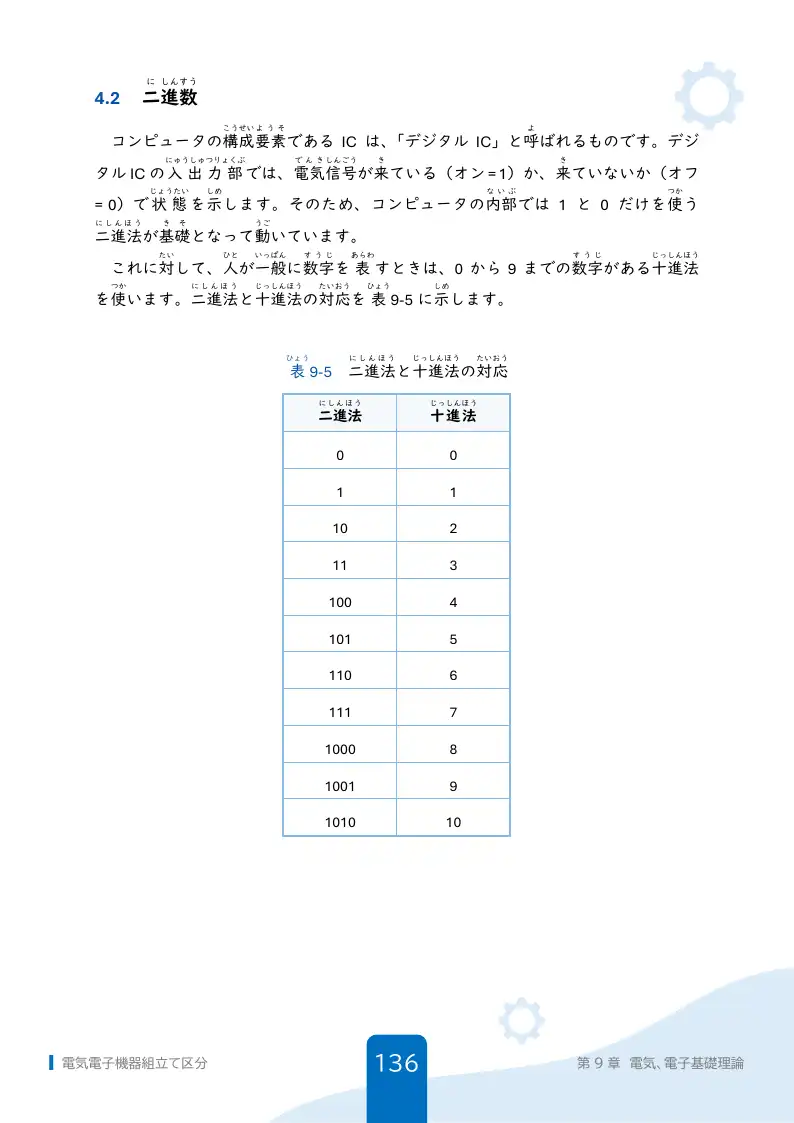 4.2 二進数
コンピュータの構成要素である IC は、「デジタル IC」と呼ばれるものです。デジ
タル IC の入出力部では、電気信号が来ている（オン=1）か、来ていないか（オフ
= 0）で状態を示します。そのため、コンピュータの内部では 1 と 0 だけを使う
二進法が基礎となって動いています。
これに対して、人が一般に数字を表すときは、0 から 9 までの数字がある十進法
を使います。二進法と十進法の対応を表 9-5 に示します。
表 9-5 二進法と十進法の対応
二進法 十進法
0 0
1 1
10 2
11 3
100 4
101 5
110 6
111 7
1000 8
1001 9
1010 10
電気電子機器組立て区分 136 第 9 章 電気、電子基礎理論